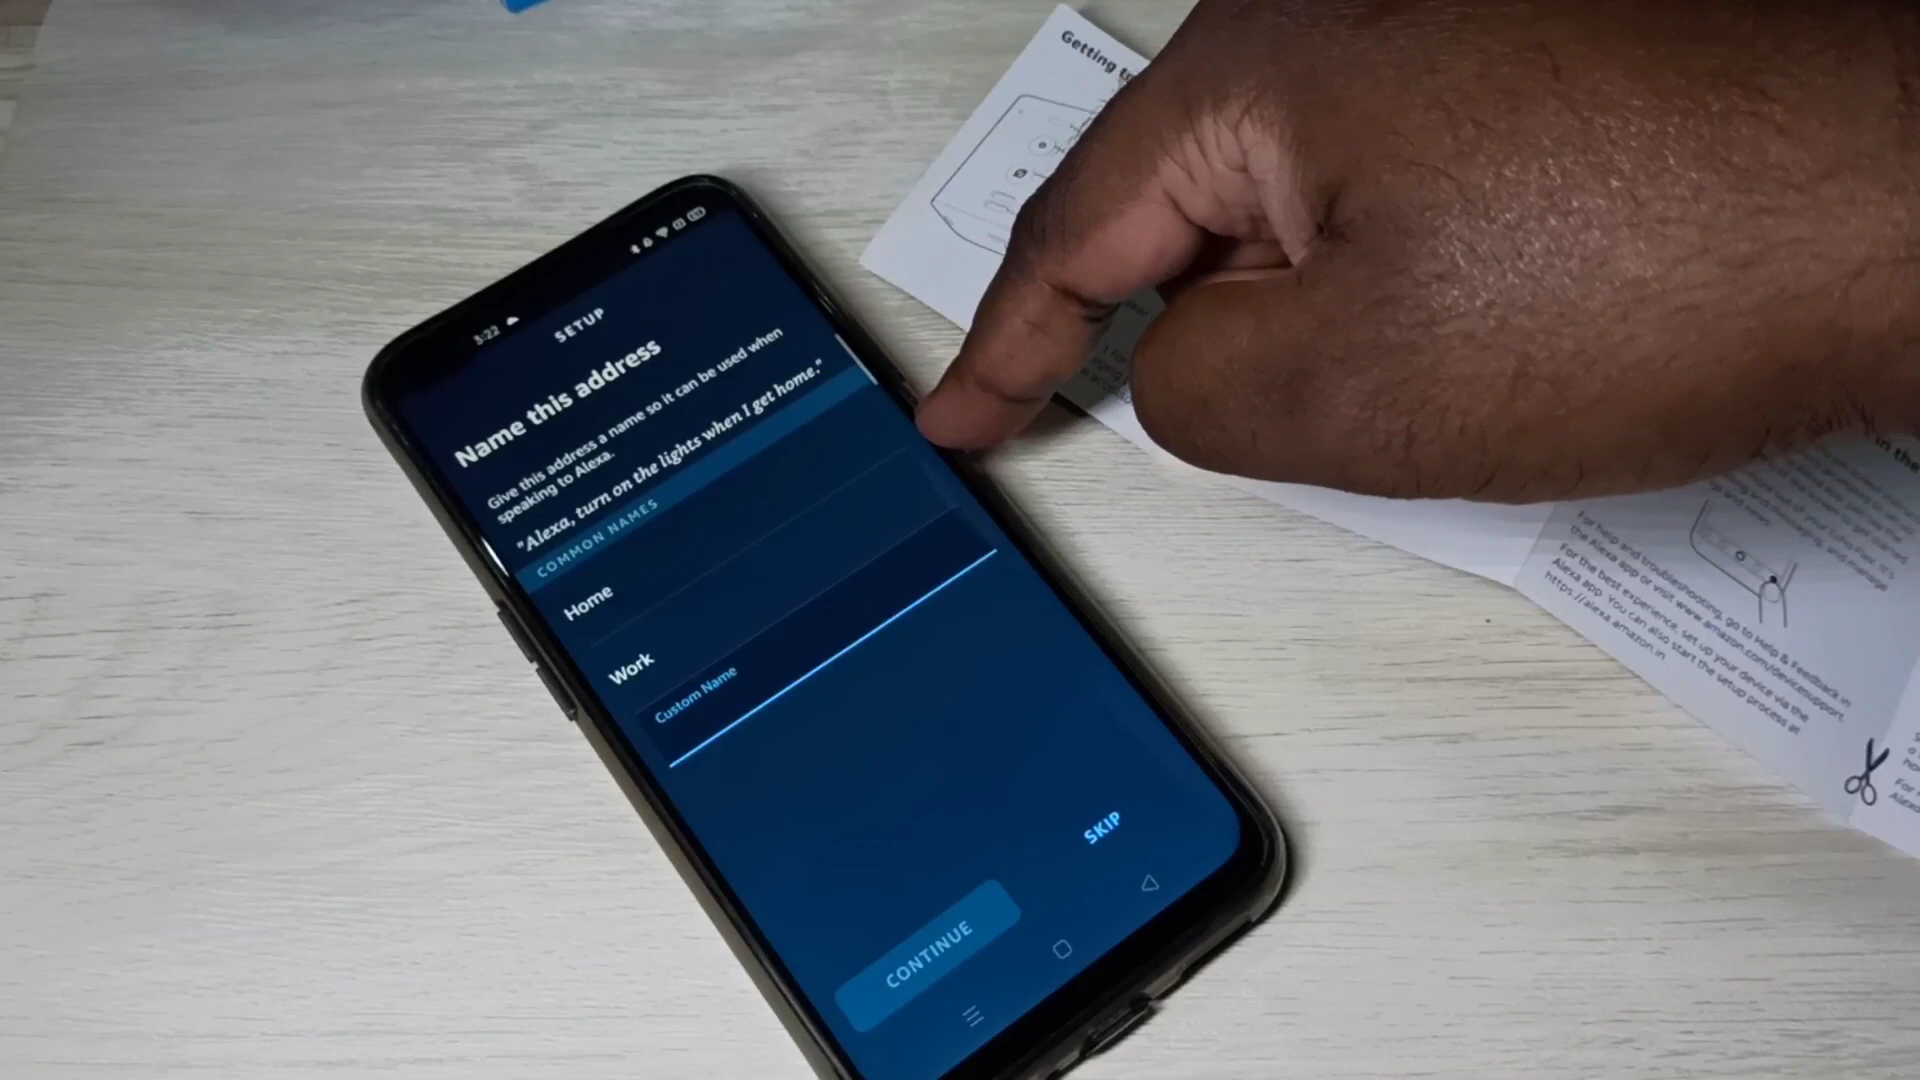 3:22
SETUP
Name this address
Give this address a name so it can be used when
speaking to Alexa.
"Alexa, turn on the lights when I get home."
COMMON NAMES
Home
Work
Custom Name
SKIP
CONTINUE
Getting
in the
For help and troubleshooting, go to Help & Feedback in
the Alexa app or visit www.amazon.com/devicesupport.
For the best experience, set up your device via the
Alexa app. You can also start the setup process at
https://alexa.amazon.in